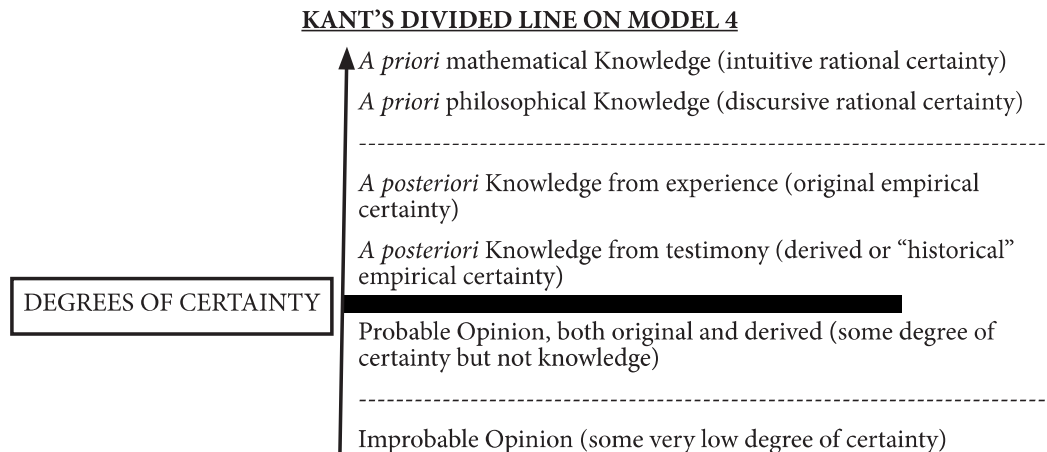 KANT'S DIVIDED LINE ON MODEL 4
A priori mathematical Knowledge (intuitive rational certainty)
A priori philosophical Knowledge (discursive rational certainty)
A posteriori Knowledge from experience (original empirical
certainty)
A posteriori Knowledge from testimony (derived or “historical”
empirical certainty)
DEGREES OF CERTAINTY
Probable Opinion, both original and derived (some degree of
certainty but not knowledge)
Improbable Opinion (some very low degree of certainty)